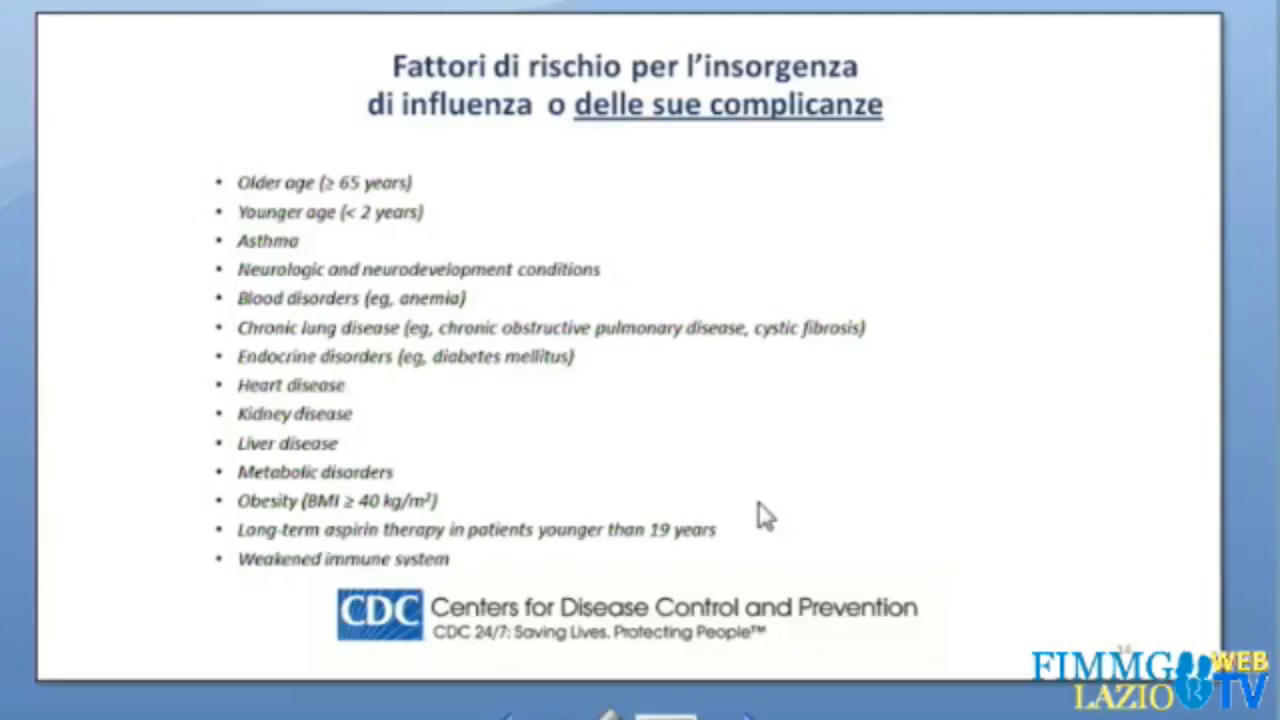 Fattori di rischio per l’insorgenza
di influenza o delle sue complicanze
• Older age (≥ 65 years)
• Younger age (< 2 years)
• Asthma
• Neurologic and neurodevelopment conditions
• Blood disorders (eg, anemia)
• Chronic lung disease (eg, chronic obstructive pulmonary disease, cystic fibrosis)
• Endocrine disorders (eg, diabetes mellitus)
• Heart disease
• Kidney disease
• Liver disease
• Metabolic disorders
• Obesity (BMI ≥ 40 kg/m²)
• Long-term aspirin therapy in patients younger than 19 years
• Weakened immune system
CDC Centers for Disease Control and Prevention
CDC 24/7: Saving Lives. Protecting People™
FIMMG WEB
LAZIO TV